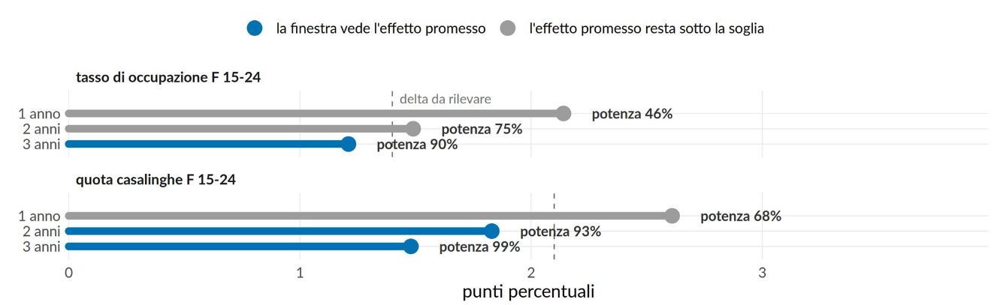 la finestra vede l'effetto promesso
l'effetto promesso resta sotto la soglia
tasso di occupazione F 15-24
delta da rilevare
1 anno
potenza 46%
2 anni
potenza 75%
3 anni
potenza 90%
quota casalinghe F 15-24
1 anno
potenza 68%
2 anni
potenza 93%
3 anni
potenza 99%
0
1
2
3
punti percentuali